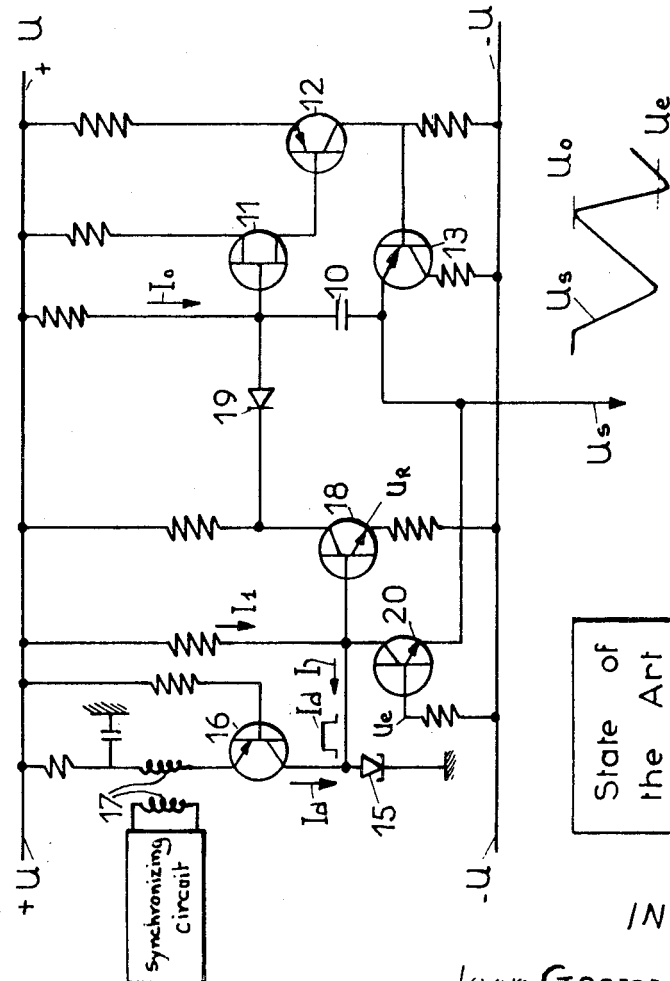 +U
+ U
Synchronizing
circuit
17
16
Id
Id
I
I1
15
Ue
20
18
UR
19
I0
11
12
10
13
-U
-U
Us
Us
U0
Ue
State of
the Art
IN